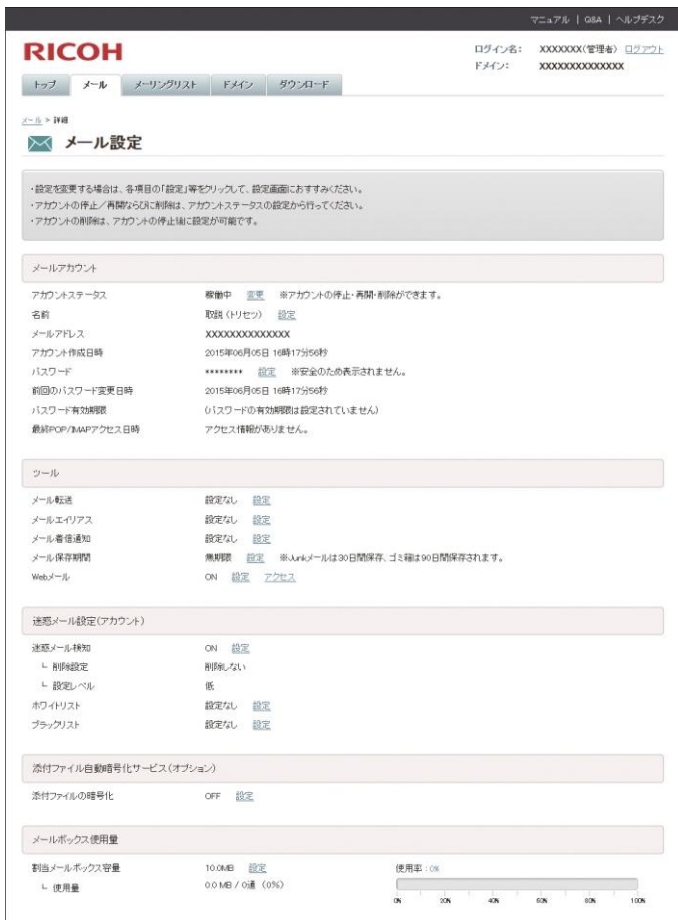 マニュアル | Q&A | ヘルプデスク
RICOH
ログイン名: XXXXXXX(管理者) ログアウト
ドメイン: XXXXXXXXXXXXXX
トップ メール メーリングリスト ドメイン ダウンロード
メール > 詳細
メール設定
・設定を変更する場合は、各項目の「設定」等をクリックして、設定画面におすすみください。
・アカウントの停止/再開ならびに削除は、アカウントステータスの設定から行ってください。
・アカウントの削除は、アカウントの停止後に設定が可能です。
メールアカウント
アカウントステータス 稼働中 変更 ※アカウントの停止・再開・削除ができます。
名前 取説(トリセツ) 設定
メールアドレス XXXXXXXXXXXXXX
アカウント作成日時 2015年06月05日 16時17分56秒
パスワード ******** 設定 ※安全のため表示されません。
前回のパスワード変更日時 2015年06月05日 16時17分56秒
パスワード有効期限 (パスワードの有効期限は設定されていません)
最終POP/IMAPアクセス日時 アクセス情報がありません。
ツール
メール転送 設定なし 設定
メールエイリアス 設定なし 設定
メール着信通知 設定なし 設定
メール保存期間 無期限 設定 ※Junkメールは30日間保存、ゴミ箱は90日間保存されます。
Webメール ON 設定 アクセス
迷惑メール設定(アカウント)
迷惑メール検知 ON 設定
└ 削除設定 削除しない
└ 設定レベル 低
ホワイトリスト 設定なし 設定
ブラックリスト 設定なし 設定
添付ファイル自動暗号化サービス(オプション)
添付ファイルの暗号化 OFF 設定
メールボックス使用量
割当メールボックス容量 10.0MB 設定 使用率:0%
└ 使用量 0.0 MB / 0通 (0%)
0% 20% 40% 60% 80% 100%